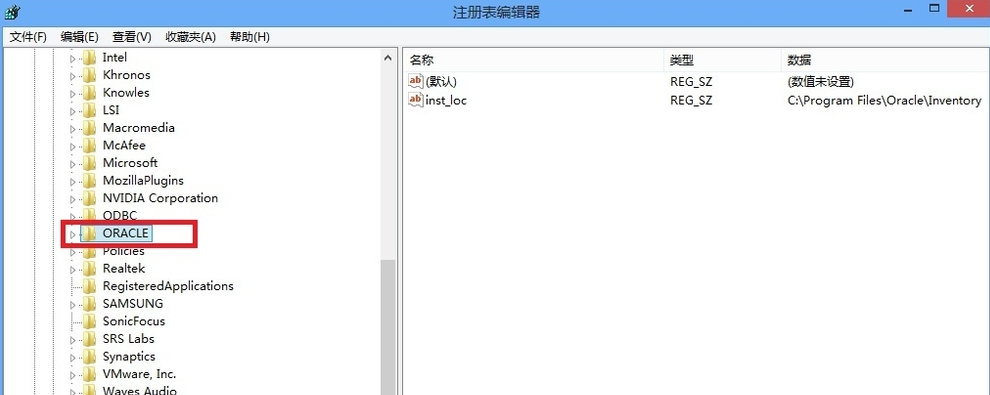 注册表编辑器
文件(F) 编辑(E) 查看(V) 收藏夹(A) 帮助(H)
Intel
Khronos
Knowles
LSI
Macromedia
McAfee
Microsoft
MozillaPlugins
NVIDIA Corporation
ODBC
ORACLE
Policies
Realtek
RegisteredApplications
SAMSUNG
SonicFocus
SRS Labs
Synaptics
VMware, Inc.
Waves Audio
名称 类型 数据
ab (默认) REG_SZ (数值未设置)
ab inst_loc REG_SZ C:\Program Files\Oracle\Inventory